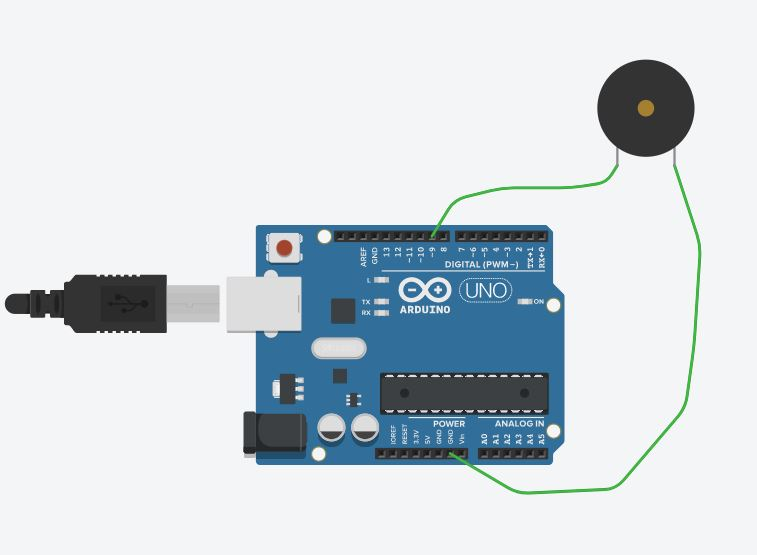 AREF
GND
13
12
~11
~10
~9
8
7
~6
~5
4
~3
2
TX→1
RX←0
DIGITAL (PWM~)
L
TX
RX
UNO
ARDUINO
ON
POWER
ANALOG IN
IOREF
RESET
3.3V
5V
GND
GND
Vin
A0
A1
A2
A3
A4
A5